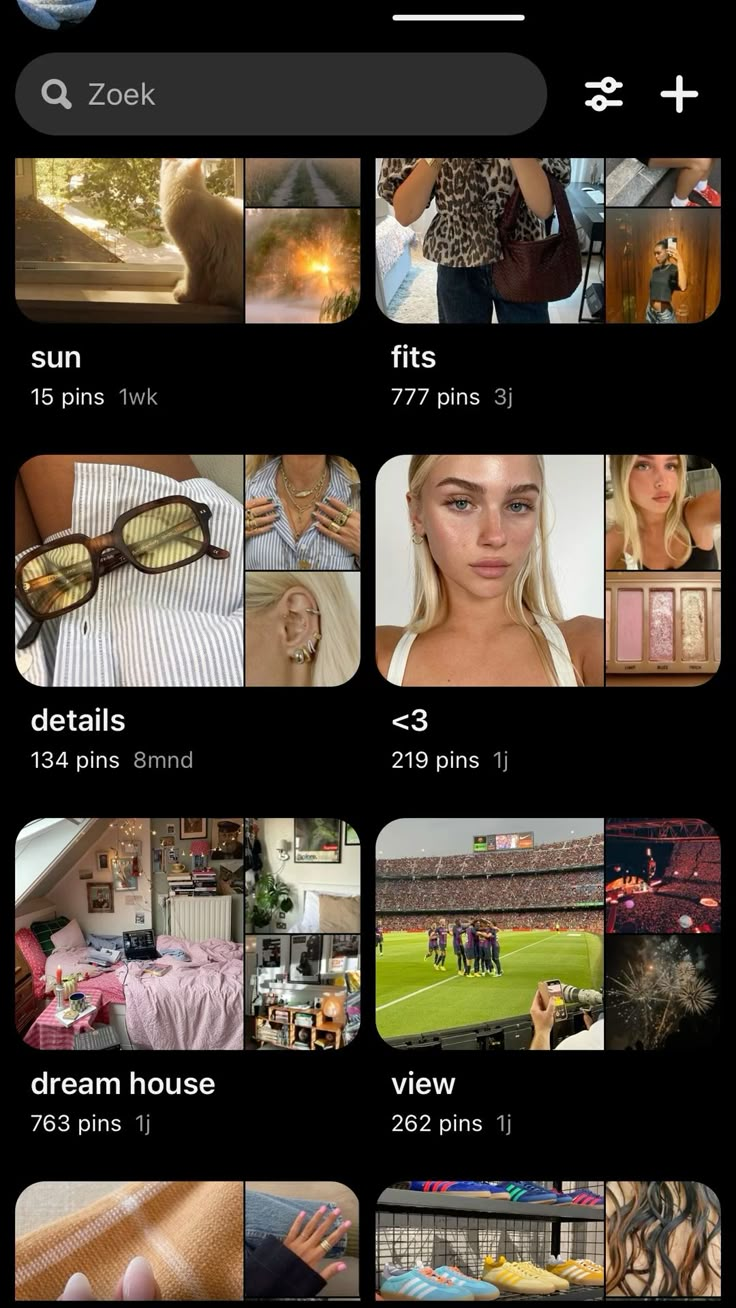 Zoek
sun
15 pins 1wk
fits
777 pins 3j
details
134 pins 8mnd
<3
219 pins 1j
dream house
763 pins 1j
view
262 pins 1j